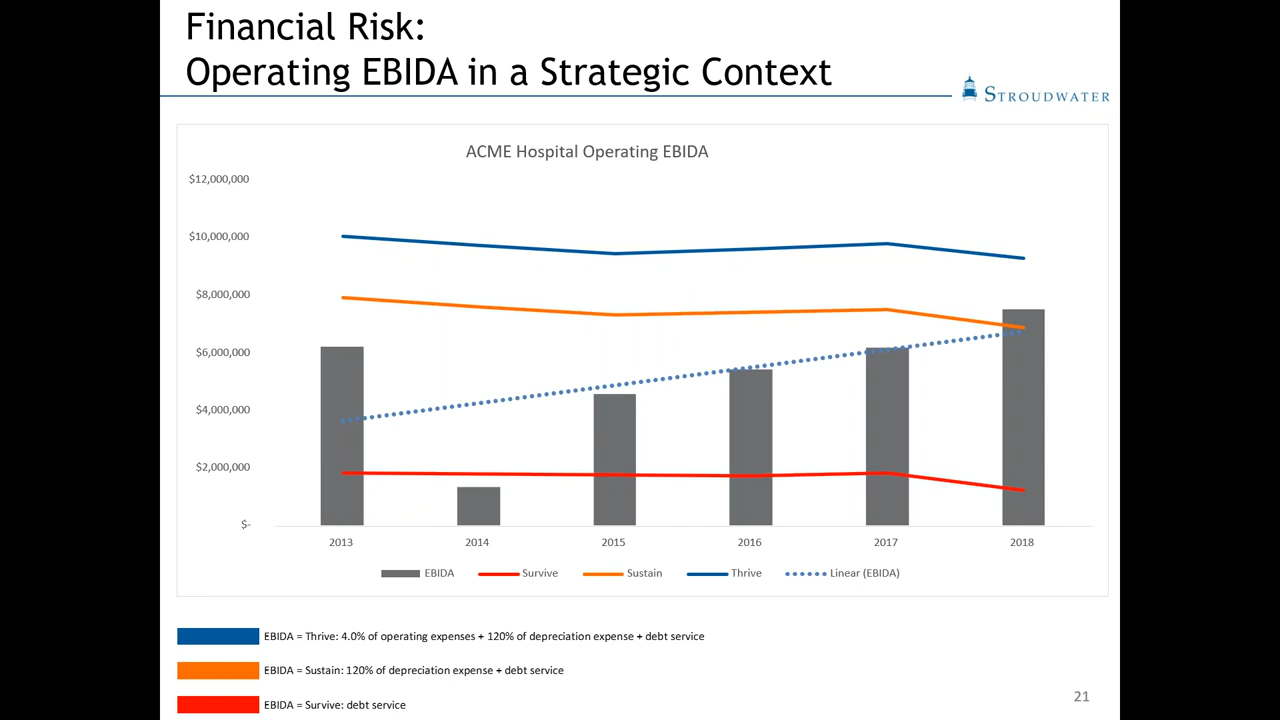 Financial Risk:
Operating EBIDA in a Strategic Context
STROUDWATER
ACME Hospital Operating EBIDA
$12,000,000
$10,000,000
$8,000,000
$6,000,000
$4,000,000
$2,000,000
$-
2013 2014 2015 2016 2017 2018
EBIDA Survive Sustain Thrive Linear (EBIDA)
EBIDA = Thrive: 4.0% of operating expenses + 120% of depreciation expense + debt service
EBIDA = Sustain: 120% of depreciation expense + debt service
EBIDA = Survive: debt service
21